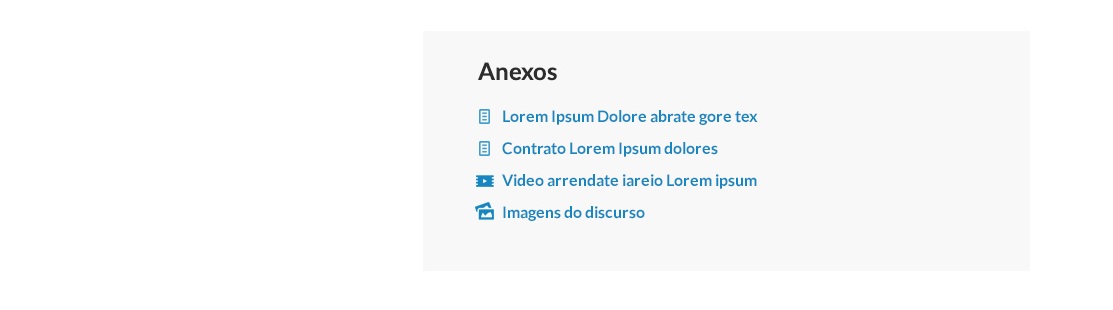 Anexos
Lorem Ipsum Dolore abrate gore tex
Contrato Lorem Ipsum dolores
Video arrendate iareio Lorem ipsum
Imagens do discurso